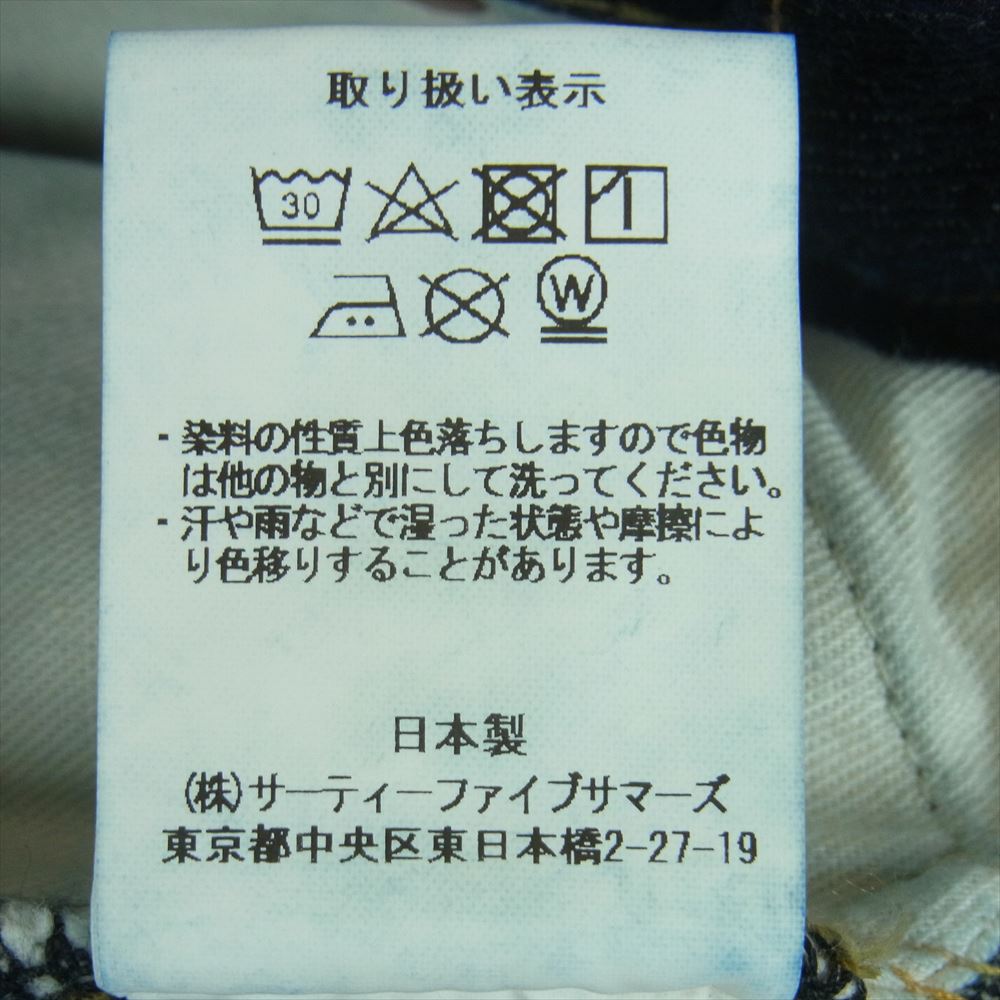 取り扱い表示
30
W
・染料の性質上色落ちしますので色物
は他の物と別にして洗ってください。
・汗や雨などで湿った状態や摩擦によ
り色移りすることがあります。
日本製
(株)サーティーファイブサマーズ
東京都中央区東日本橋2-27-19